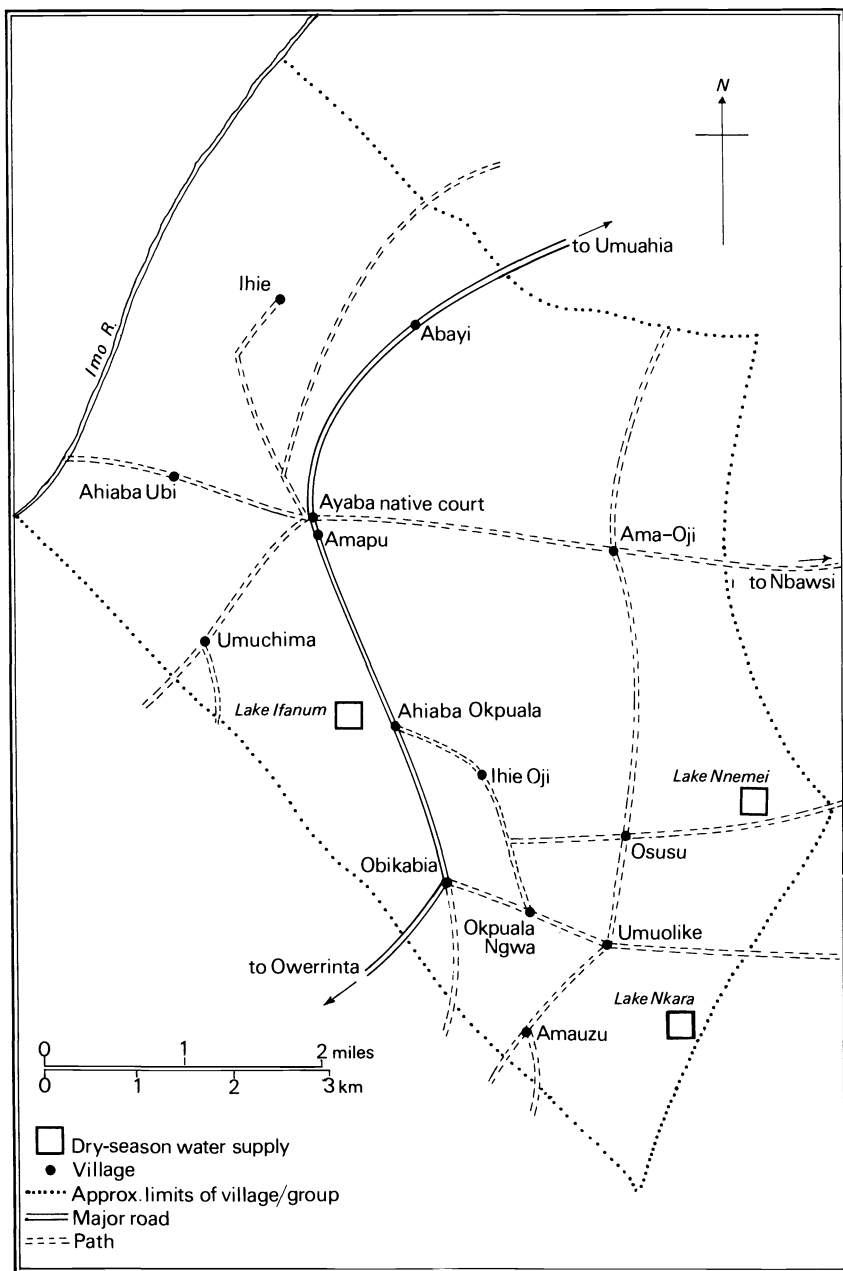 N
to Umuahia
Ihie
Imo R.
Abayi
Ahiaba Ubi
Ayaba native court
Amapu
Ama-Oji
to Nbawsi
Umuchima
Lake Ifanum
Ahiaba Okpuala
Ihie Oji
Lake Nnemei
Osusu
Obikabia
Okpuala
Ngwa
Umuolike
to Owerrinta
Lake Nkara
Amauzu
0 1 2 miles
0 1 2 3 km
Dry-season water supply
Village
Approx. limits of village/group
Major road
Path